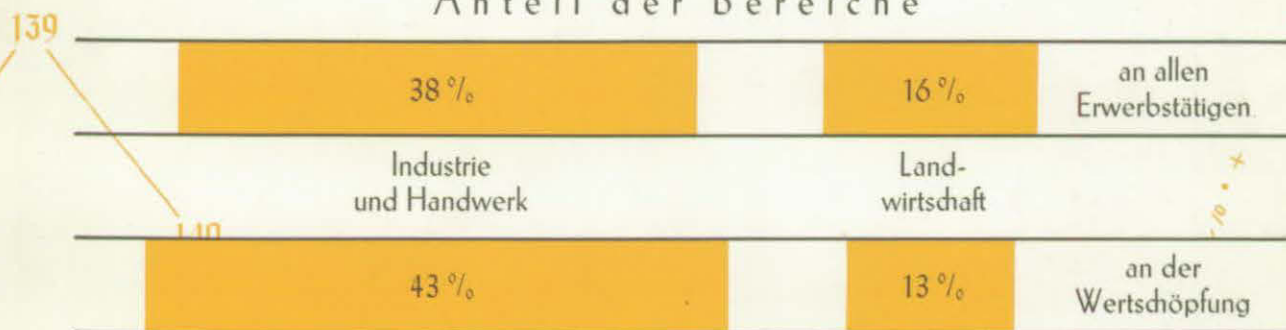 Anteil der Bereiche
139
38 %
16 %
an allen
Erwerbstätigen
Industrie
und Handwerk
Land-
wirtschaft
140
43 %
13 %
an der
Wertschöpfung